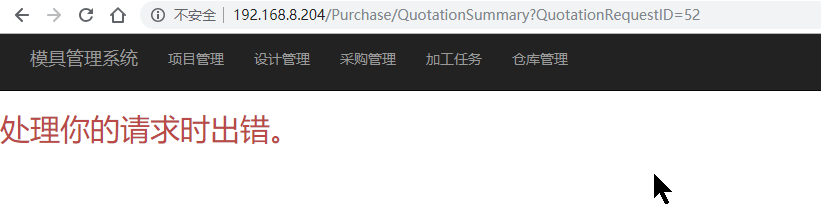 不安全 192.168.8.204/Purchase/QuotationSummary?QuotationRequestID=52
模具管理系统 项目管理 设计管理 采购管理 加工任务 仓库管理
处理你的请求时出错。